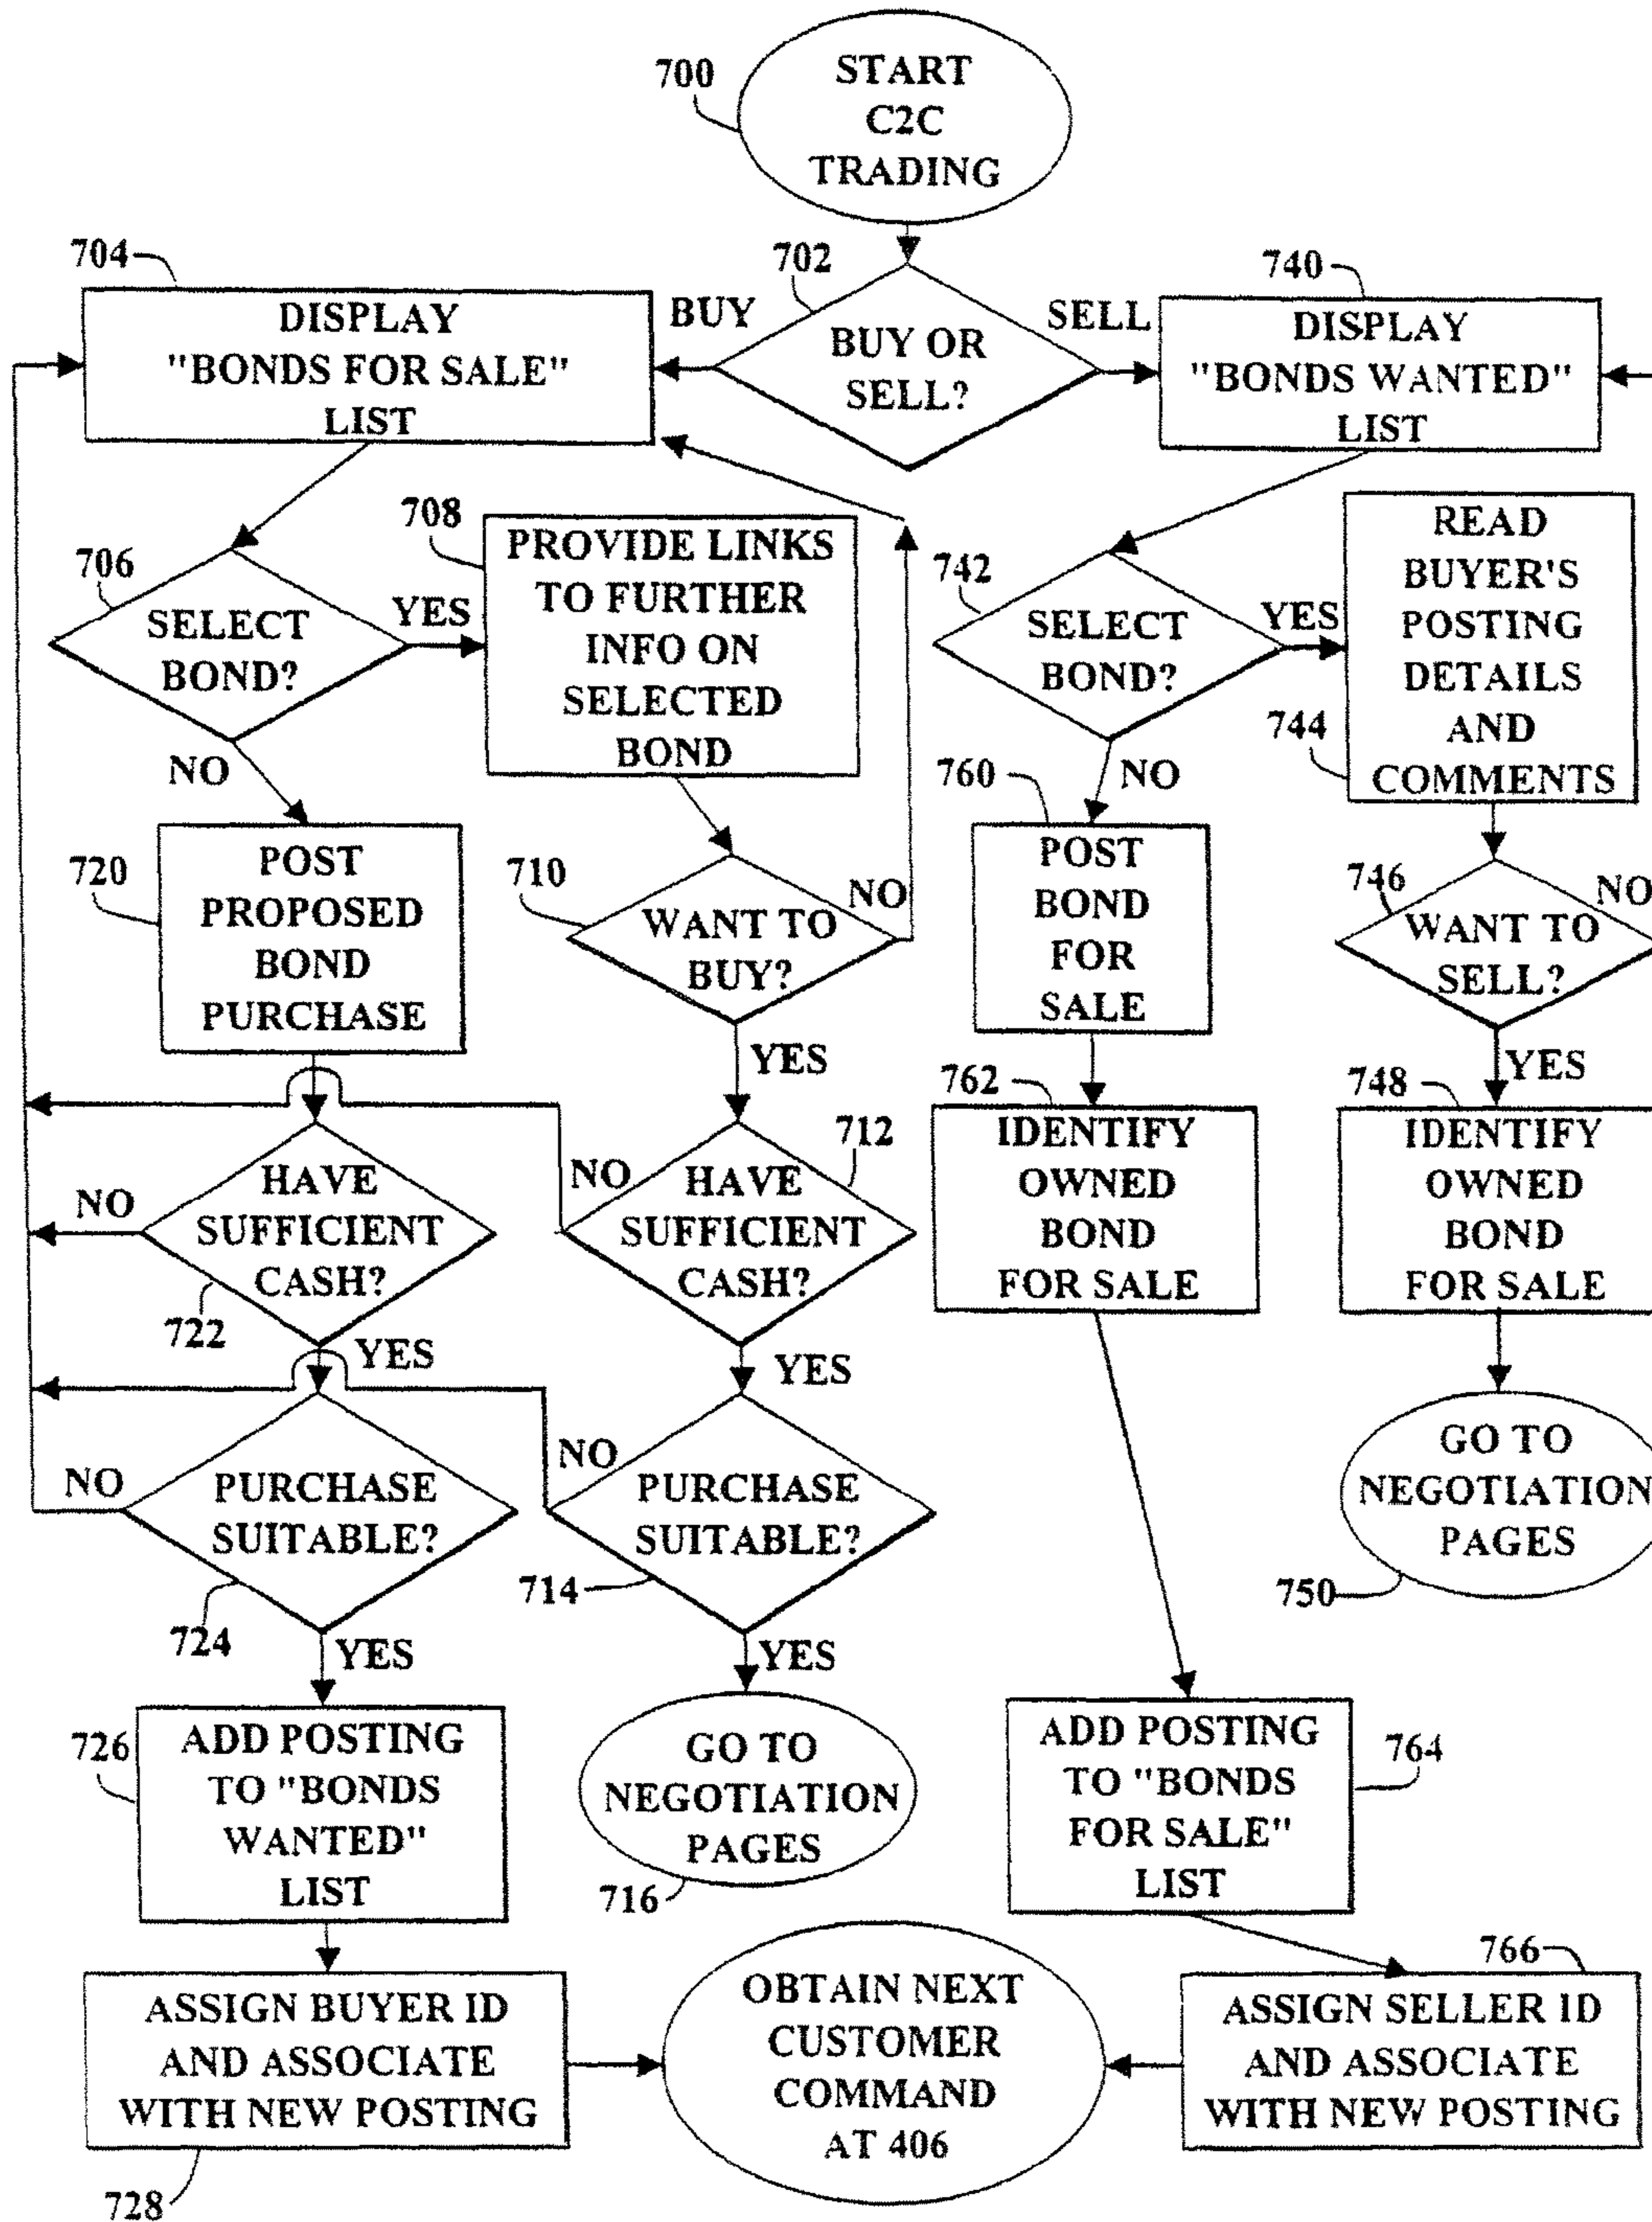 700
START
C2C
TRADING
704
702
740
DISPLAY
"BONDS FOR SALE"
LIST
BUY
BUY OR
SELL?
SELL
DISPLAY
"BONDS WANTED"
LIST
706
SELECT
BOND?
YES
NO
708
PROVIDE LINKS
TO FURTHER
INFO ON
SELECTED
BOND
742
SELECT
BOND?
YES
NO
READ
BUYER'S
POSTING
DETAILS
AND
COMMENTS
744
720
POST
PROPOSED
BOND
PURCHASE
710
WANT TO
BUY?
NO
YES
760
POST
BOND
FOR
SALE
746
WANT TO
SELL?
NO
YES
NO
HAVE
SUFFICIENT
CASH?
722
YES
712
NO
HAVE
SUFFICIENT
CASH?
YES
762
IDENTIFY
OWNED
BOND
FOR SALE
748
IDENTIFY
OWNED
BOND
FOR SALE
NO
PURCHASE
SUITABLE?
724
YES
NO
PURCHASE
SUITABLE?
714
YES
GO TO
NEGOTIATION
PAGES
750
726
ADD POSTING
TO "BONDS
WANTED"
LIST
GO TO
NEGOTIATION
PAGES
716
ADD POSTING
TO "BONDS
FOR SALE"
LIST
764
ASSIGN BUYER ID
AND ASSOCIATE
WITH NEW POSTING
728
OBTAIN NEXT
CUSTOMER
COMMAND
AT 406
766
ASSIGN SELLER ID
AND ASSOCIATE
WITH NEW POSTING